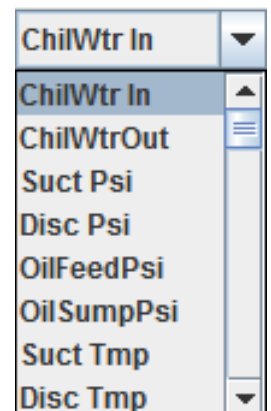 ChilWtr In
ChilWtr In
ChilWtrOut
Suct Psi
Disc Psi
OilFeedPsi
OilSumpPsi
Suct Tmp
Disc Tmp